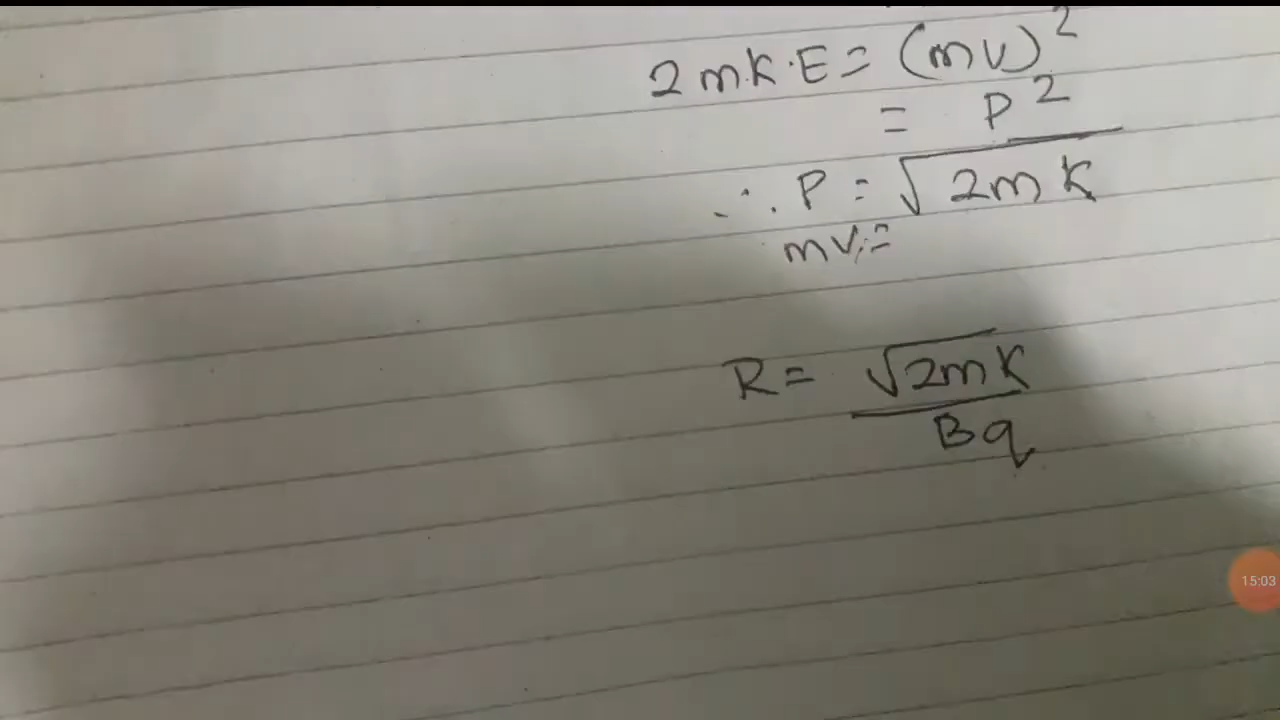 2mK.E = (mv)²
= P²
∴ P = √2mK
mv =
R = √2mK
Bq
15:03